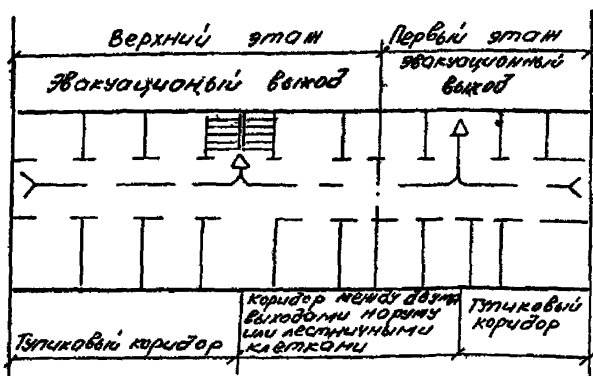 Верхний этаж
Первый этаж
Эвакуационый выход
эвакуационный
выход
Тупиковый коридор
коридор между двумя
выходами наружу
или лестничными
клетками
Тупиковый
коридор